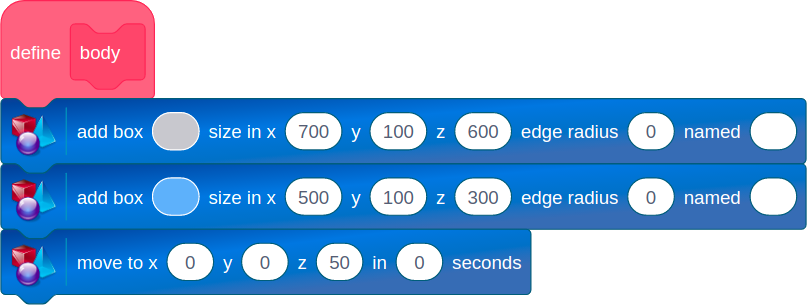 define body
add box size in x 700 y 100 z 600 edge radius 0 named
add box size in x 500 y 100 z 300 edge radius 0 named
move to x 0 y 0 z 50 in 0 seconds